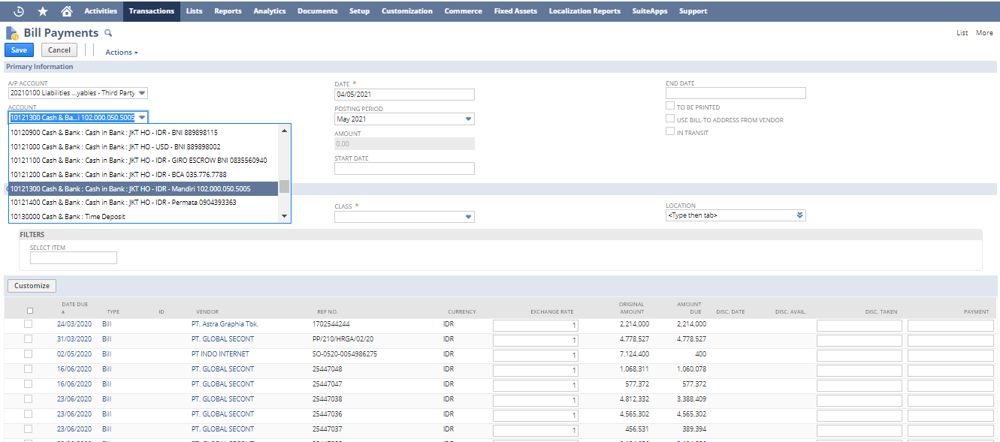 Activities Transactions Lists Reports Analytics Documents Setup Customization Commerce Fixed Assets Localization Reports SuiteApps Support
Bill Payments
List More
Save Cancel Actions
Primary Information
A/P ACCOUNT
20210100 Liabilities ...yables - Third Party
ACCOUNT
10121300 Cash & Ba...i 102.000.050.5005
10120900 Cash & Bank : Cash in Bank : JKT HO - IDR - BNI 889898115
10121000 Cash & Bank : Cash in Bank : JKT HO - USD - BNI 889898002
10121100 Cash & Bank : Cash in Bank : JKT HO - IDR - GIRO ESCROW BNI 0835560940
10121200 Cash & Bank : Cash in Bank : JKT HO - IDR - BCA 035.776.7788
10121300 Cash & Bank : Cash in Bank : JKT HO - IDR - Mandiri 102.000.050.5005
10121400 Cash & Bank : Cash in Bank : JKT HO - IDR - Permata 0904393363
10130000 Cash & Bank : Time Deposit
DATE *
04/05/2021
POSTING PERIOD
May 2021
AMOUNT
0.00
START DATE
END DATE
TO BE PRINTED
USE BILL-TO ADDRESS FROM VENDOR
IN TRANSIT
CLASS *
LOCATION
<Type then tab>
FILTERS
SELECT ITEM
Customize
DATE DUE TYPE ID VENDOR REF NO. CURRENCY EXCHANGE RATE ORIGINAL AMOUNT AMOUNT DUE DISC. DATE DISC. AVAIL. DISC. TAKEN PAYMENT
24/03/2020 Bill PT. Astra Graphia Tbk. 1702544244 IDR 1 2,214,000 2,214,000
31/03/2020 Bill PT. GLOBAL SECONT PP/210/HRGA/02/20 IDR 1 4,778,527 4,778,527
02/05/2020 Bill PT INDO INTERNET SO-0520-0054986275 IDR 1 7,124,400 400
16/06/2020 Bill PT. GLOBAL SECONT 25447048 IDR 1 1,068,311 1,060,078
16/06/2020 Bill PT. GLOBAL SECONT 25447047 IDR 1 577,372 577,372
23/06/2020 Bill PT. GLOBAL SECONT 25447038 IDR 1 4,812,332 3,388,409
23/06/2020 Bill PT. GLOBAL SECONT 25447036 IDR 1 4,565,302 4,565,302
23/06/2020 Bill PT. GLOBAL SECONT 25447037 IDR 1 456,531 389,394